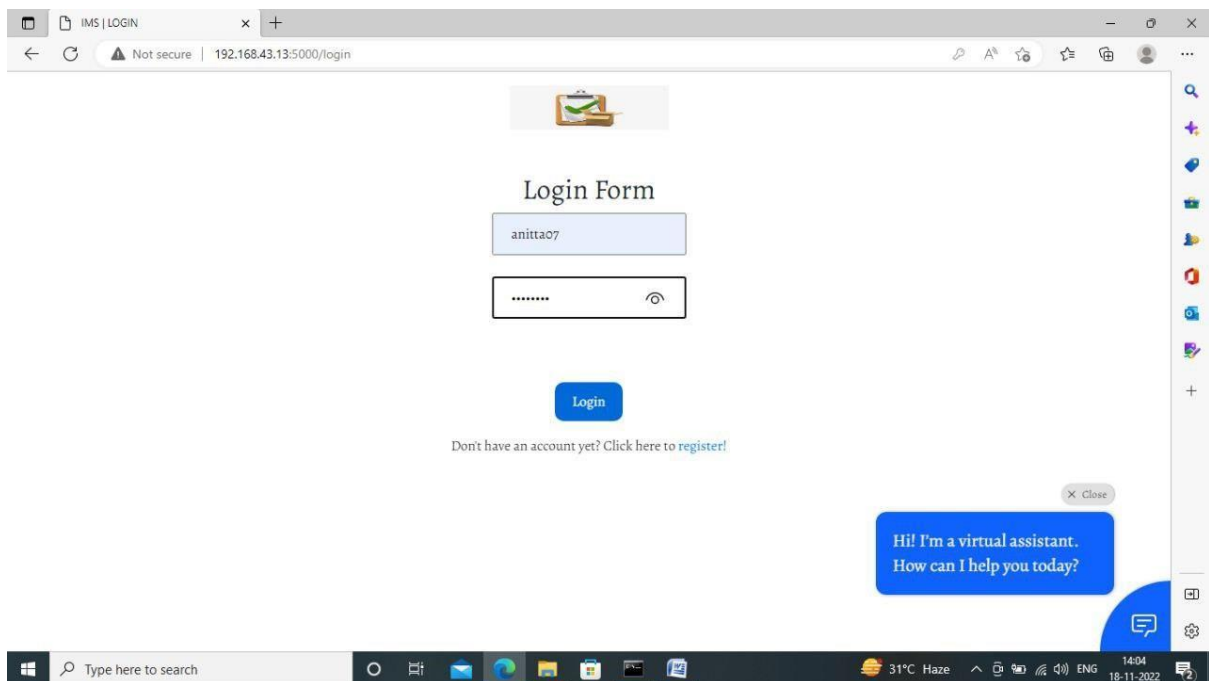 IMS | LOGIN
Not secure | 192.168.43.13:5000/login
Login Form
anitta07
••••••••
Login
Don't have an account yet? Click here to register!
× Close
Hi! I'm a virtual assistant.
How can I help you today?
Type here to search
31°C Haze
ENG
14:04
18-11-2022
2